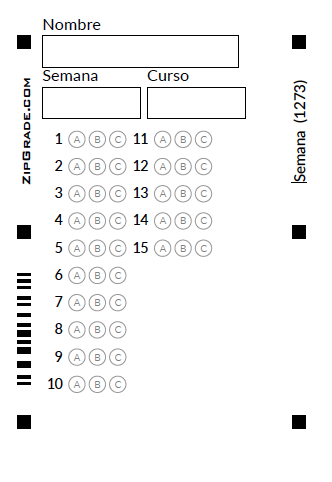 Nombre
Semana Curso
1 A B C 11 A B C
2 A B C 12 A B C
3 A B C 13 A B C
4 A B C 14 A B C
5 A B C 15 A B C
6 A B C
7 A B C
8 A B C
9 A B C
10 A B C
ZipGrade.com
_Semana (1273)